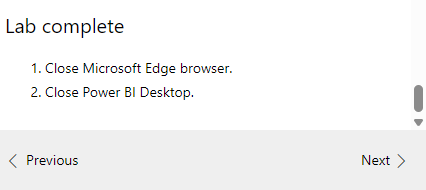 Lab complete
1. Close Microsoft Edge browser.
2. Close Power BI Desktop.
Previous
Next